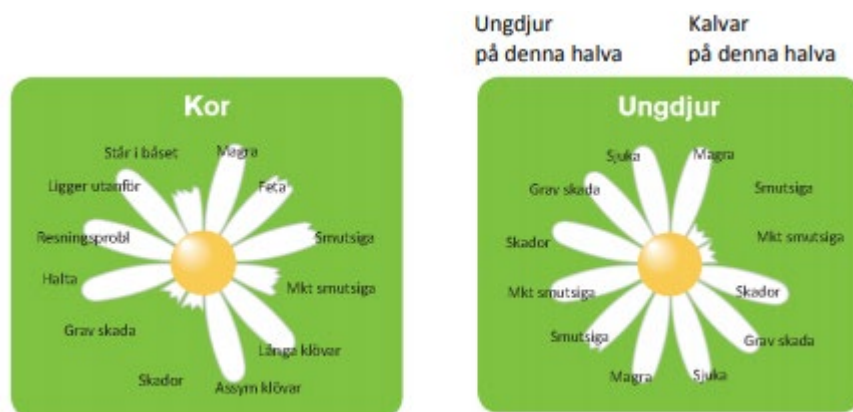 Ungdjur
på denna halva
Kalvar
på denna halva
Kor
Står i båset
Magra
Ligger utanför
Feta
Resningsprobl
Smutsiga
Halta
Mkt smutsiga
Grav skada
Långa klövar
Skador
Assym klövar
Ungdjur
Sjuka
Magra
Grav skada
Smutsiga
Skador
Mkt smutsiga
Mkt smutsiga
Skador
Smutsiga
Grav skada
Magra
Sjuka